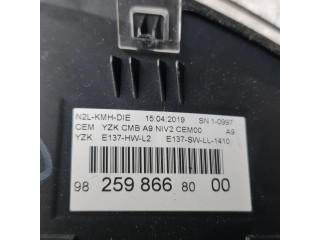 N2L-KMH-DIE 15:04:2019 SN 1-0997
CEM YZK CMB A9 NIV2 CEM00 A9
YZK E137-HW-L2 E137-SW-LL-1410
98 259 866 80 00